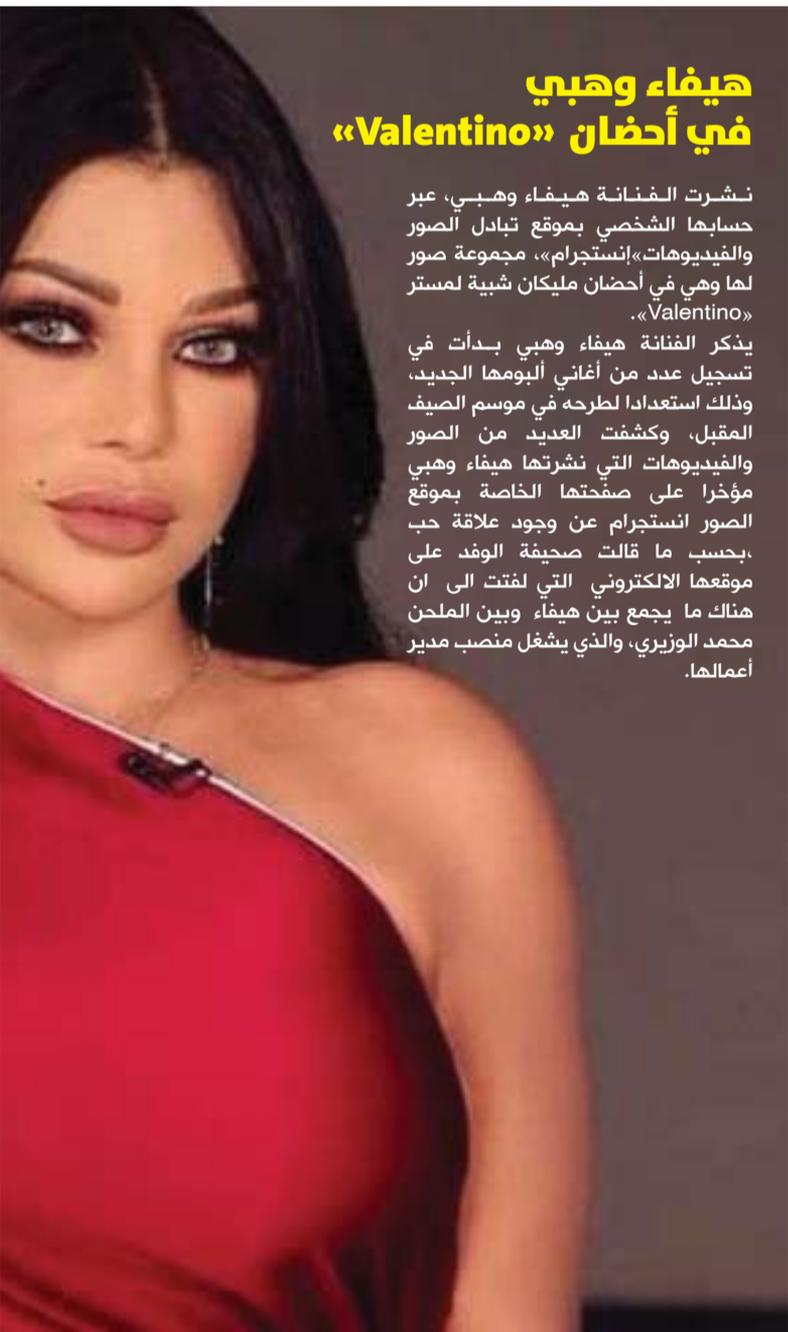 هيفاء وهبي
في أحضان «Valentino»
نشرت الفنانة هيفاء وهبي، عبر
حسابها الشخصي بموقع تبادل الصور
والفيديوهات»إنستجرام»، مجموعة صور
لها وهي في أحضان مليكان شبية لمستر
«Valentino».
يذكر الفنانة هيفاء وهبي بدأت في
تسجيل عدد من أغاني ألبومها الجديد،
وذلك استعدادا لطرحه في موسم الصيف
المقبل، وكشفت العديد من الصور
والفيديوهات التي نشرتها هيفاء وهبي
مؤخرا على صفحتها الخاصة بموقع
الصور انستجرام عن وجود علاقة حب
،بحسب ما قالت صحيفة الوفد على
موقعها الالكتروني التي لفتت الى ان
هناك ما يجمع بين هيفاء وبين الملحن
محمد الوزيري، والذي يشغل منصب مدير
أعمالها.